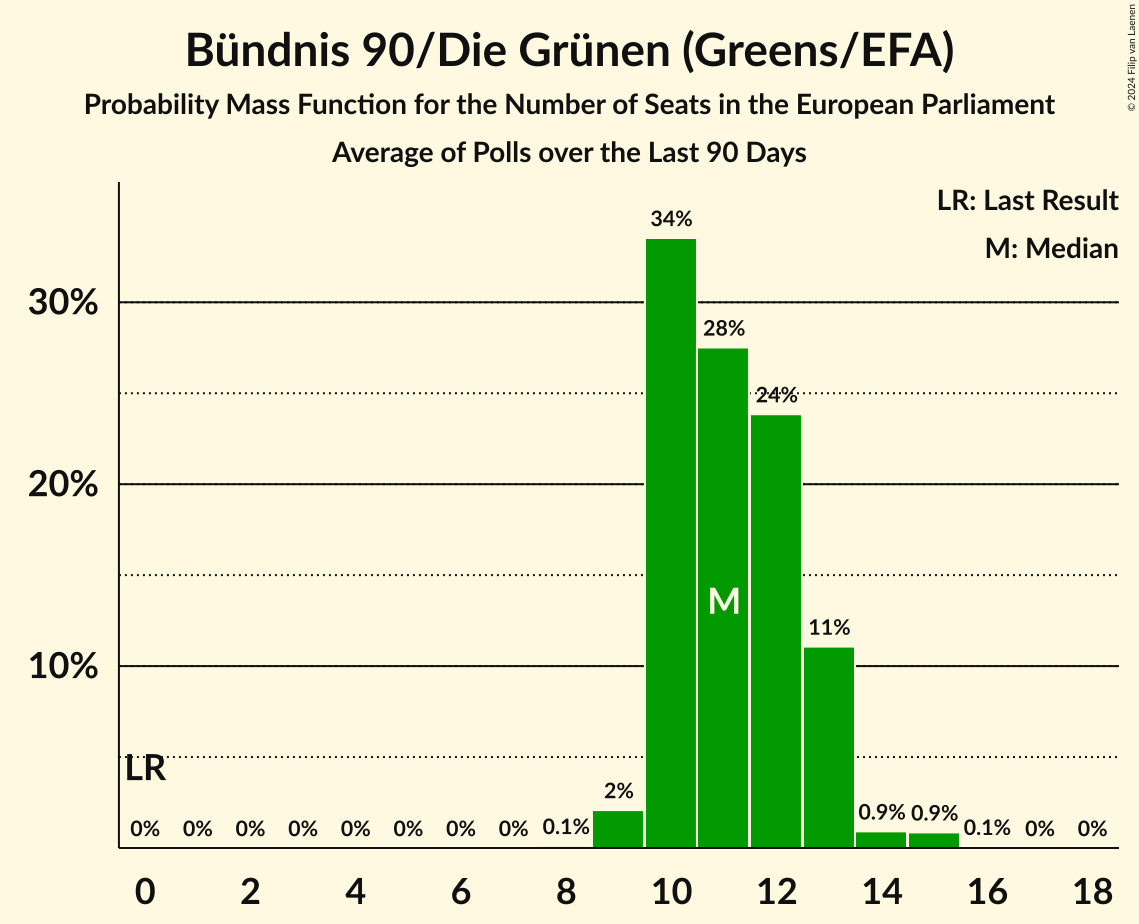 Bündnis 90/Die Grünen (Greens/EFA)
Probability Mass Function for the Number of Seats in the European Parliament
Average of Polls over the Last 90 Days
© 2024 Filip van Laenen
LR: Last Result
M: Median
34%
30%
28%
24%
20%
M
11%
10%
LR
2%
0% 0% 0% 0% 0% 0% 0% 0% 0.1% 0.9% 0.9% 0.1% 0% 0%
0 2 4 6 8 10 12 14 16 18